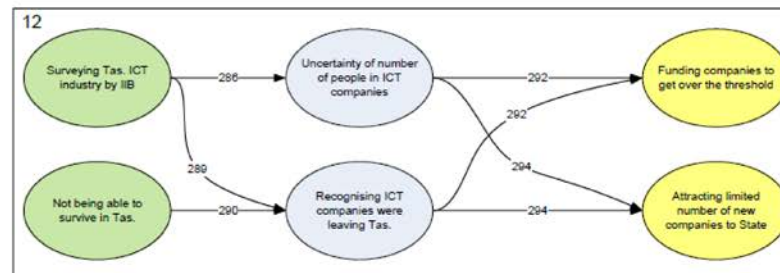 12
Surveying Tas. ICT
industry by IIB
286
Uncertainty of number
of people in ICT
companies
292
Funding companies to
get over the threshold
292
289
294
Not being able to
survive in Tas.
290
Recognising ICT
companies were
leaving Tas.
294
Attracting limited
number of new
companies to State